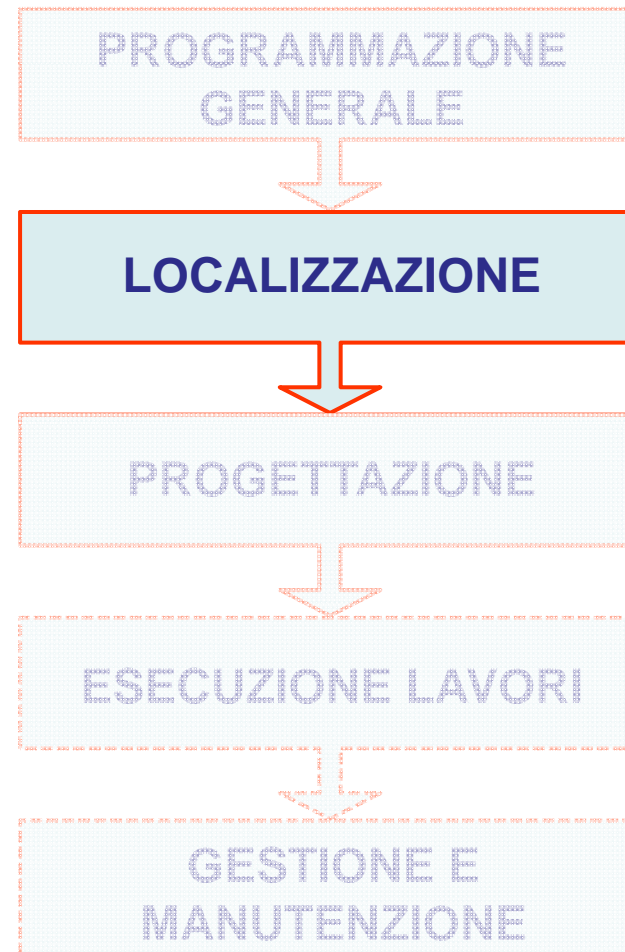 PROGRAMMAZIONE
GENERALE
LOCALIZZAZIONE
PROGETTAZIONE
ESECUZIONE LAVORI
GESTIONE E
MANUTENZIONE